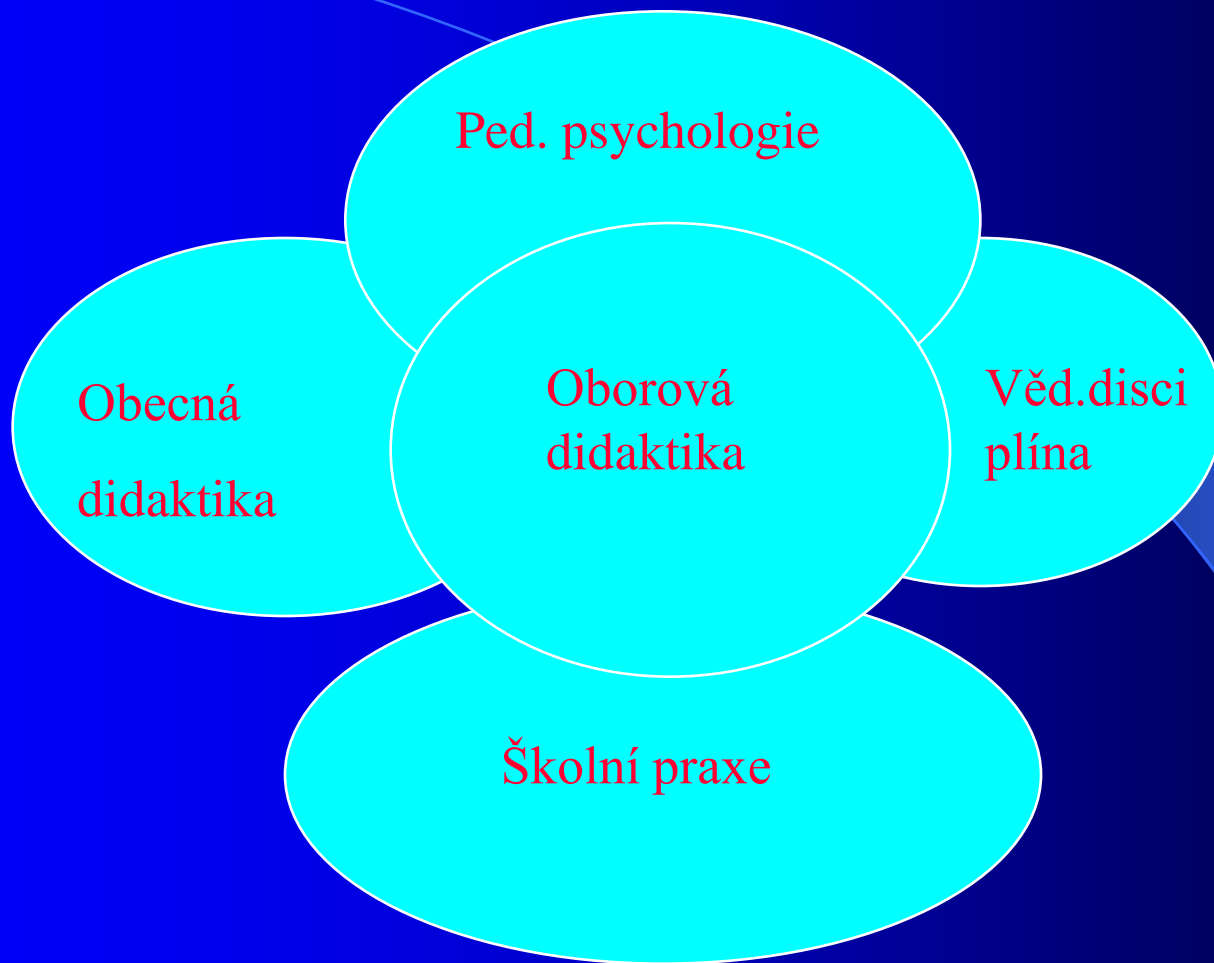 Ped. psychologie
Obecná
didaktika
Oborová
didaktika
Věd.disci
plína
Školní praxe